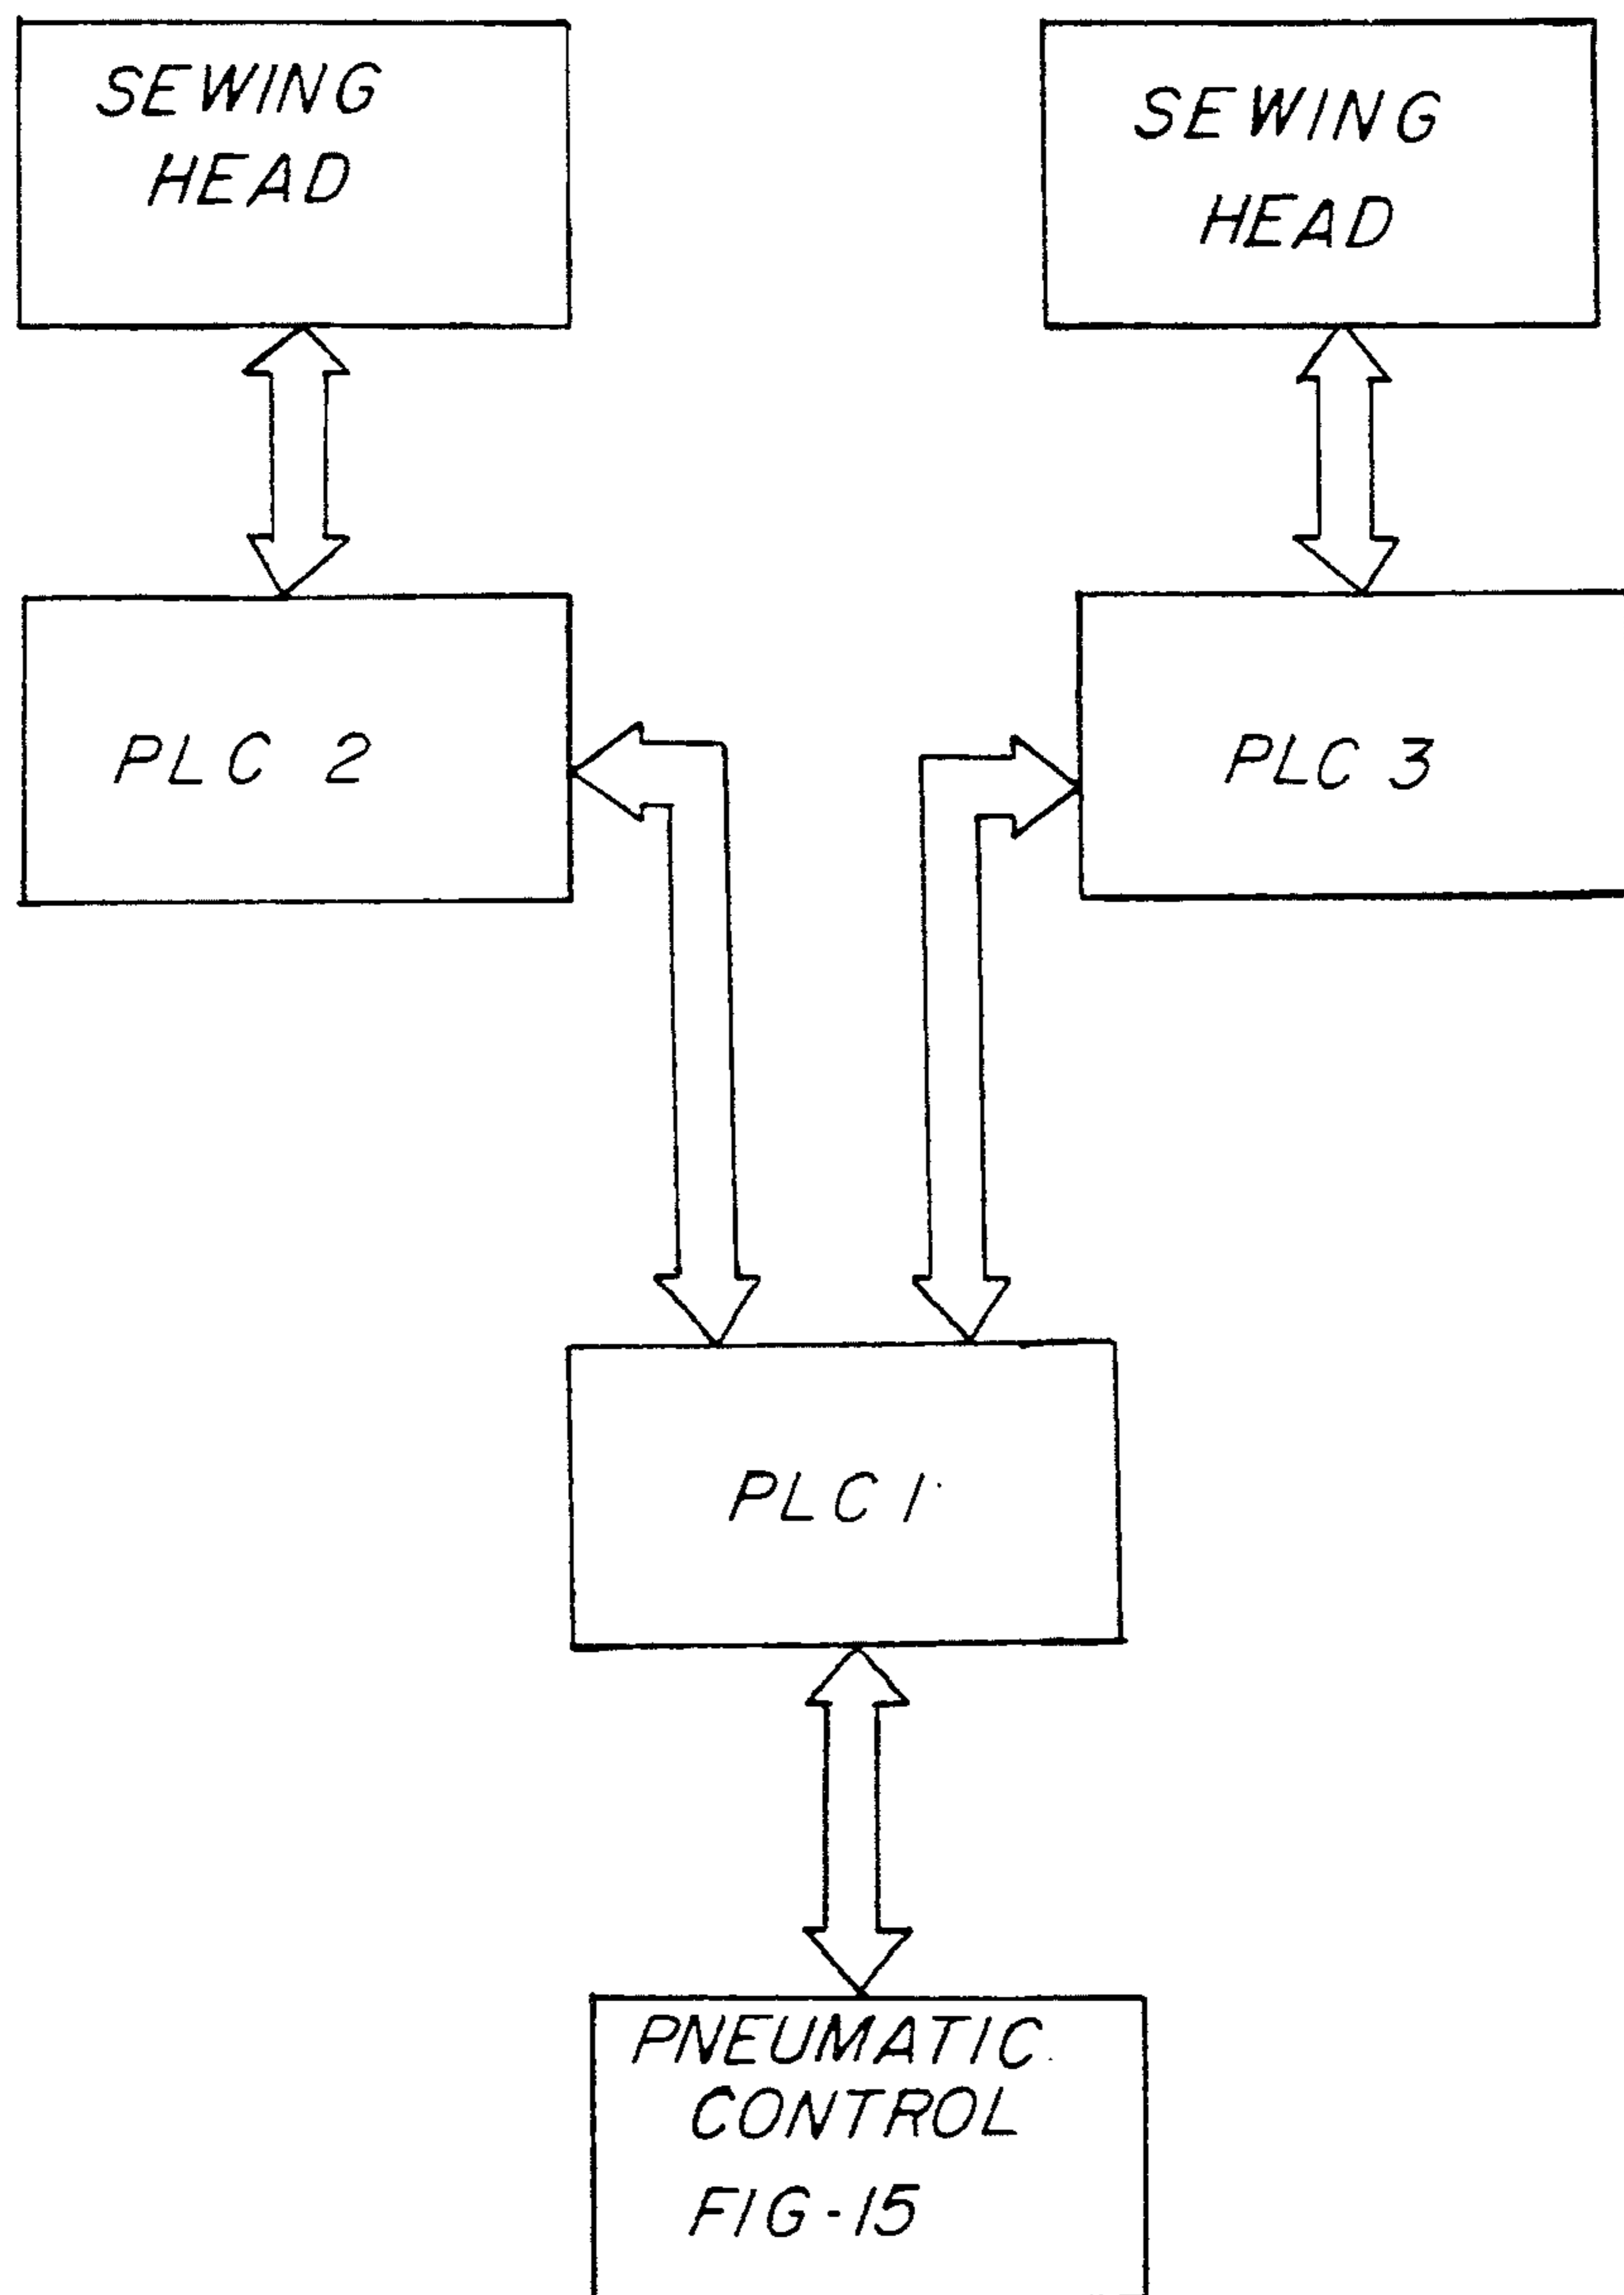 SEWING
HEAD
SEWING
HEAD
PLC 2
PLC 3
PLC 1
PNEUMATIC
CONTROL
FIG-15